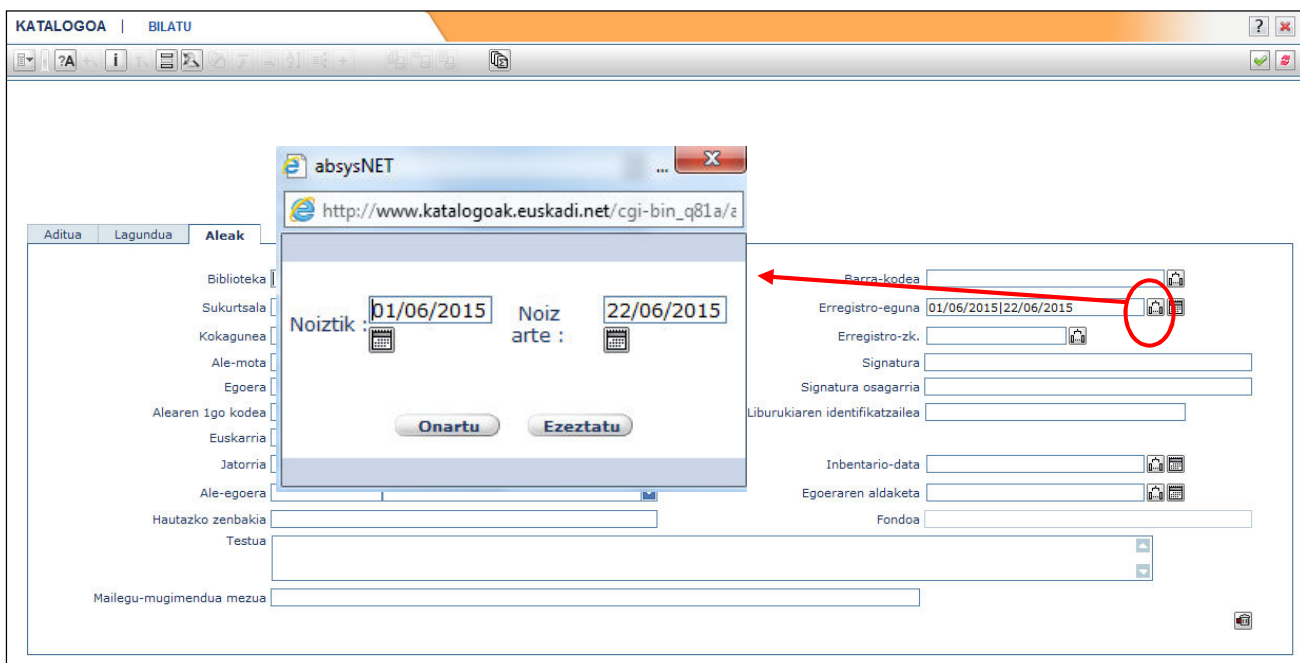 KATALOGOA | BILATU
?
?A
i
absysNET ...
X
http://www.katalogoak.euskadi.net/cgi-bin_q81a/a
Noiztik :
01/06/2015
Noiz arte :
22/06/2015
Onartu
Ezeztatu
Aditua
Lagundua
Aleak
Biblioteka
Sukurtsala
Kokagunea
Ale-mota
Egoera
Alearen 1go kodea
Euskarria
Jatorria
Ale-egoera
Hautazko zenbakia
Testua
Mailegu-mugimendua mezua
Barra-kodea
Erregistro-eguna 01/06/2015|22/06/2015
Erregistro-zk.
Signatura
Signatura osagarria
Liburukiaren identifikatzailea
Inbentario-data
Egoeraren aldaketa
Fondoa